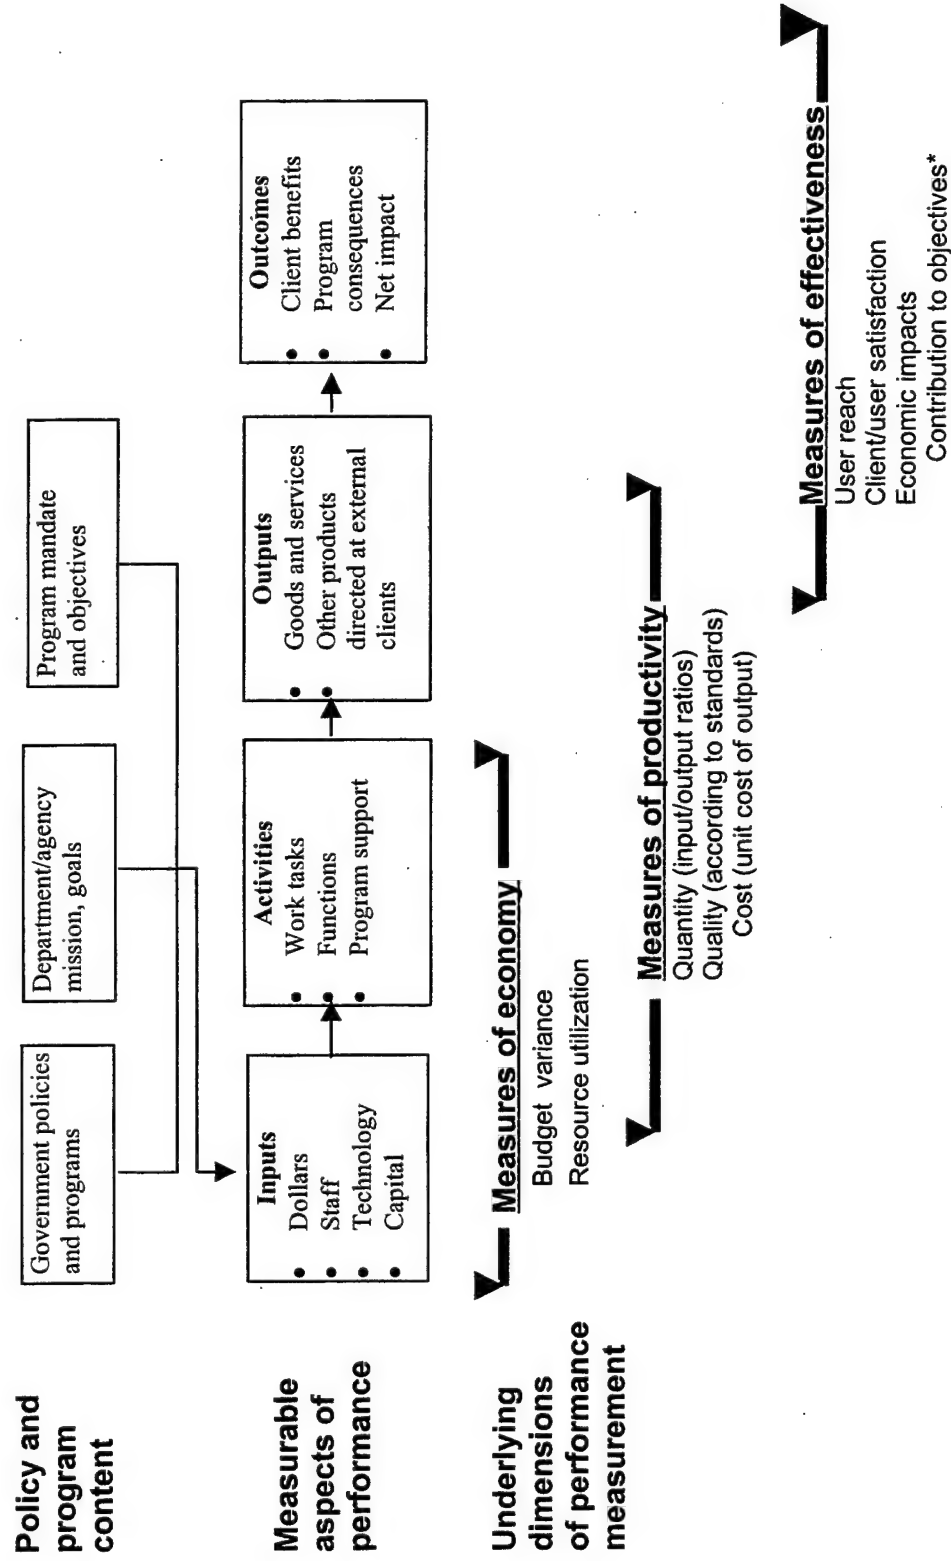 Policy and
program
content
Government policies
and programs
Department/agency
mission, goals
Program mandate
and objectives
Measurable
aspects of
performance
Inputs
• Dollars
• Staff
• Technology
• Capital
Activities
• Work tasks
• Functions
• Program support
Outputs
• Goods and services
• Other products
directed at external
clients
Outcomes
• Client benefits
• Program
consequences
• Net impact
Underlying
dimensions
of performance
measurement
Measures of economy
Budget variance
Resource utilization
Measures of productivity
Quantity (input/output ratios)
Quality (according to standards)
Cost (unit cost of output)
Measures of effectiveness
User reach
Client/user satisfaction
Economic impacts
Contribution to objectives*